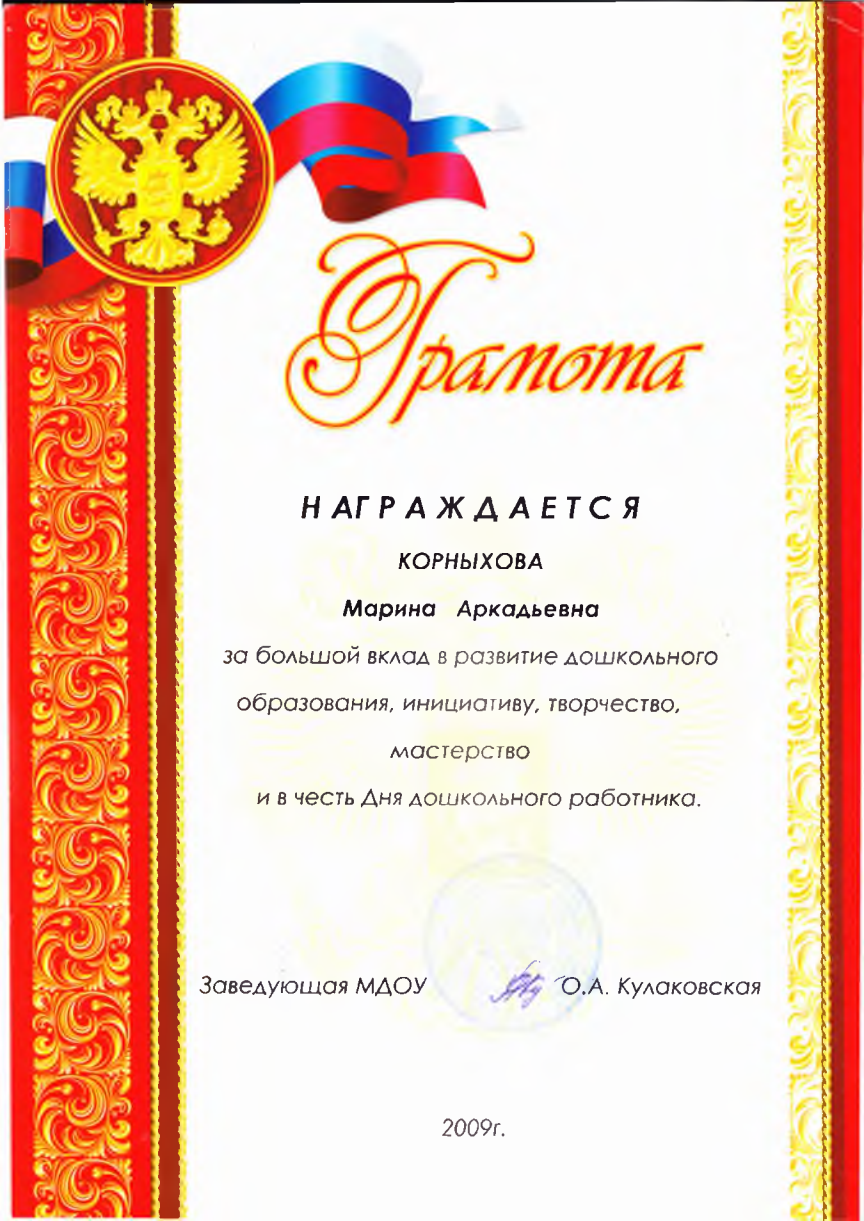 Грамота
НАГРАЖДАЕТСЯ
КОРНЫХОВА
Марина Аркадьевна
за большой вклад в развитие дошкольного
образования, инициативу, творчество,
мастерство
и в честь Дня дошкольного работника.
Заведующая МДОУ О.А. Кулаковская
2009г.